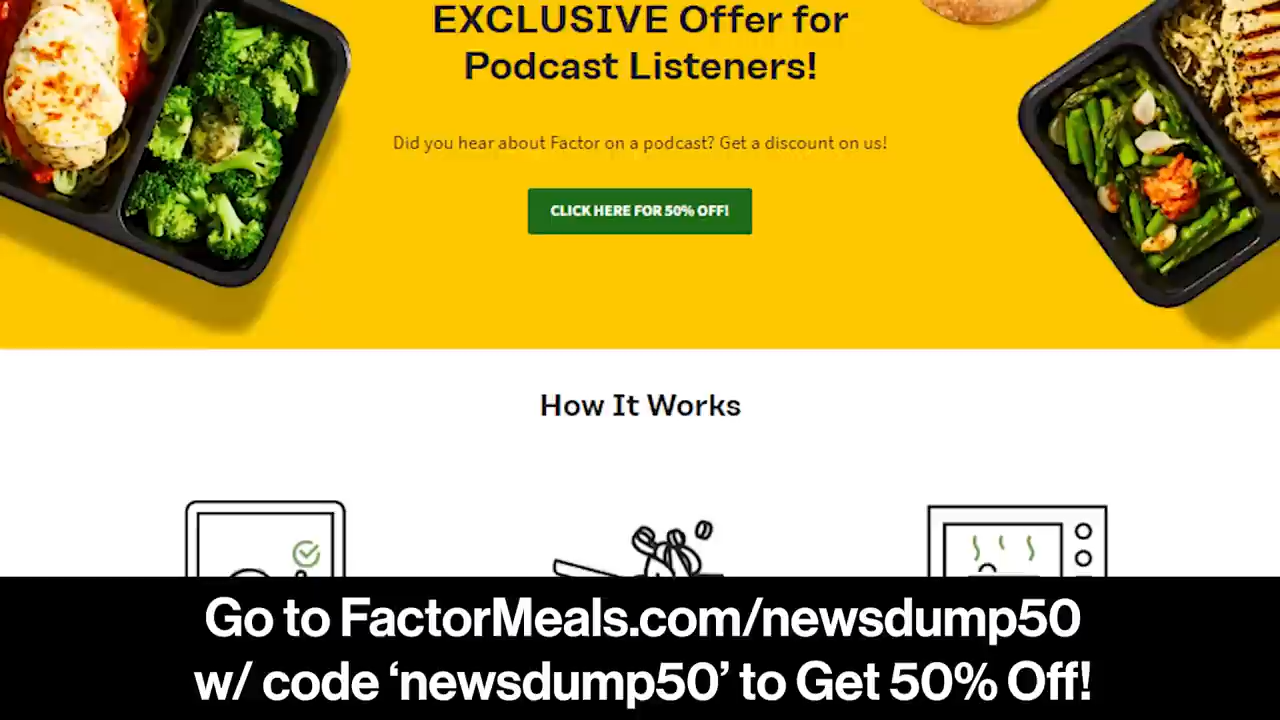 EXCLUSIVE Offer for
Podcast Listeners!
Did you hear about Factor on a podcast? Get a discount on us!
CLICK HERE FOR 50% OFF!
How It Works
Go to FactorMeals.com/newsdump50
w/ code ‘newsdump50’ to Get 50% Off!